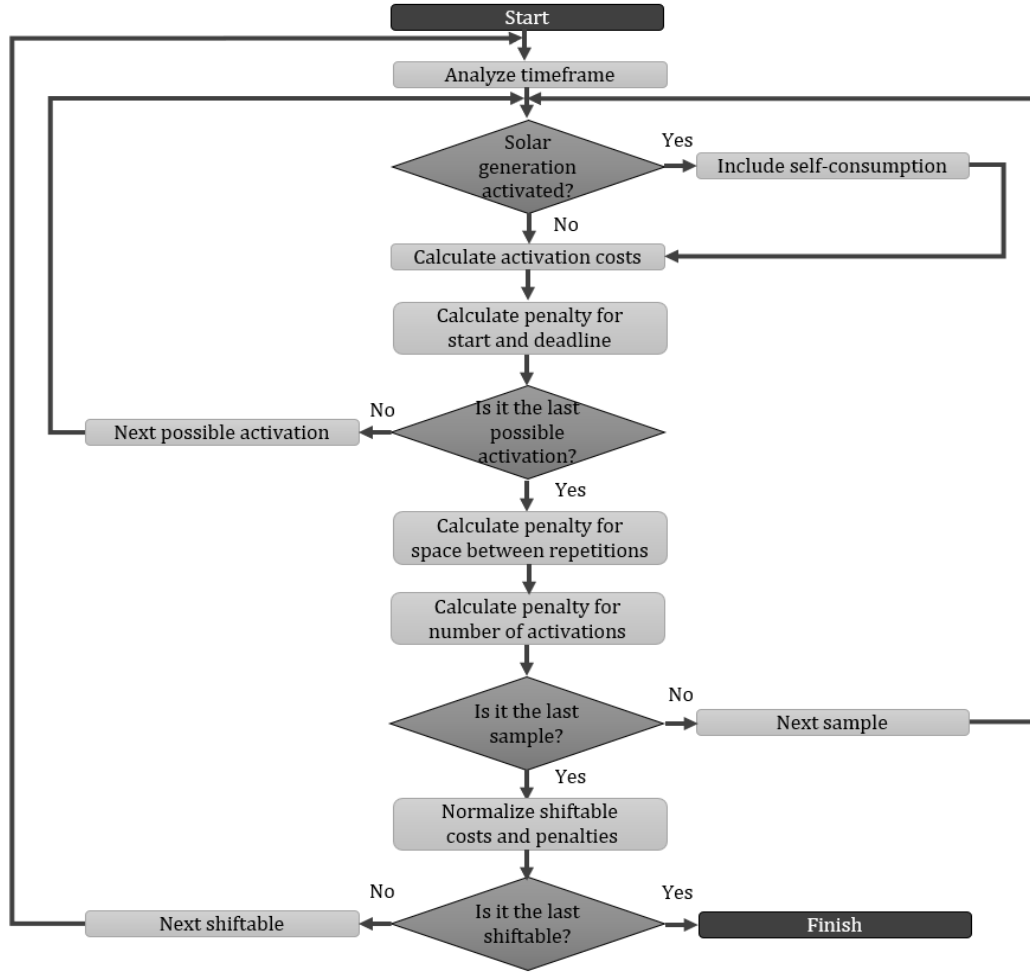 Start
Analyze timeframe
Solar
generation
activated?
Yes
Include self-consumption
No
Calculate activation costs
Calculate penalty for
start and deadline
Is it the last
possible
activation?
No
Next possible activation
Yes
Calculate penalty for
space between repetitions
Calculate penalty for
number of activations
Is it the last
sample?
No
Next sample
Yes
Normalize shiftable
costs and penalties
Is it the last
shiftable?
No
Next shiftable
Yes
Finish